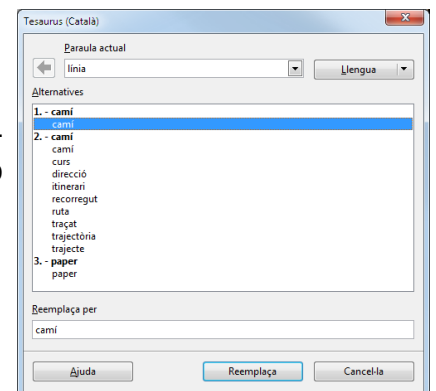 Tesaurus (Català)
Paraula actual
línia
Llengua
Alternatives
1. - camí
camí
2. - camí
camí
curs
direcció
itinerari
recorregut
ruta
traçat
trajectòria
trajecte
3. - paper
paper
Reemplaça per
camí
Ajuda
Reemplaça
Cancel·la